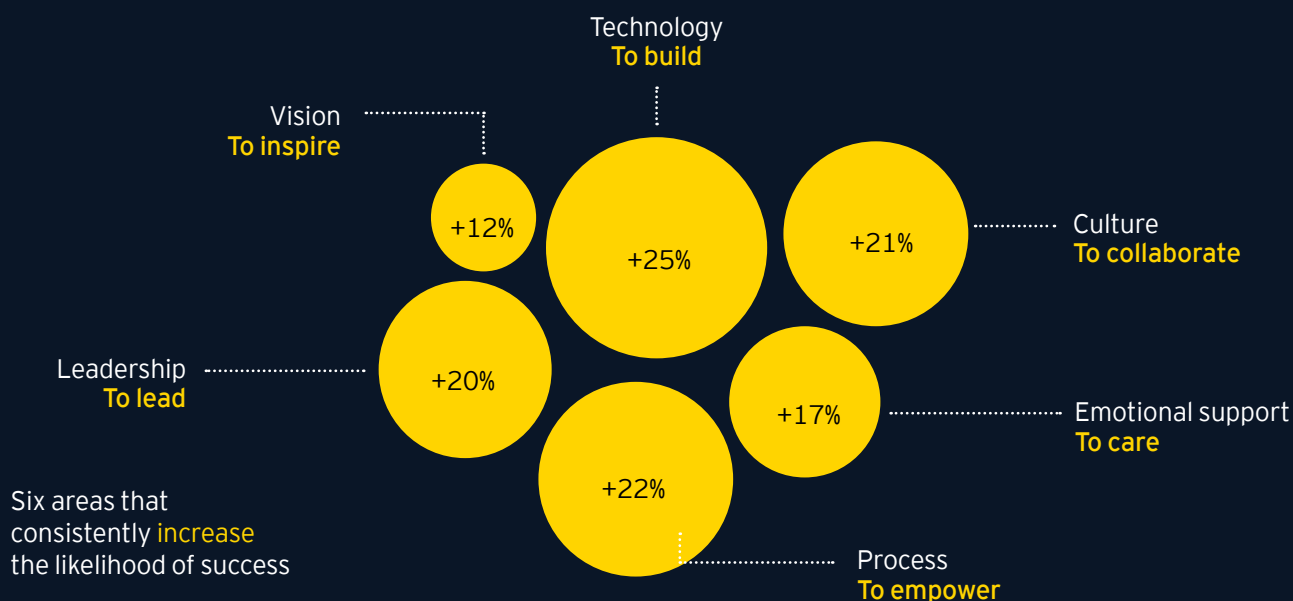 Technology
To build
Vision
To inspire
+12%
+25%
+21%
Culture
To collaborate
Leadership
To lead
+20%
+17%
Emotional support
To care
+22%
Six areas that
consistently increase
the likelihood of success
Process
To empower